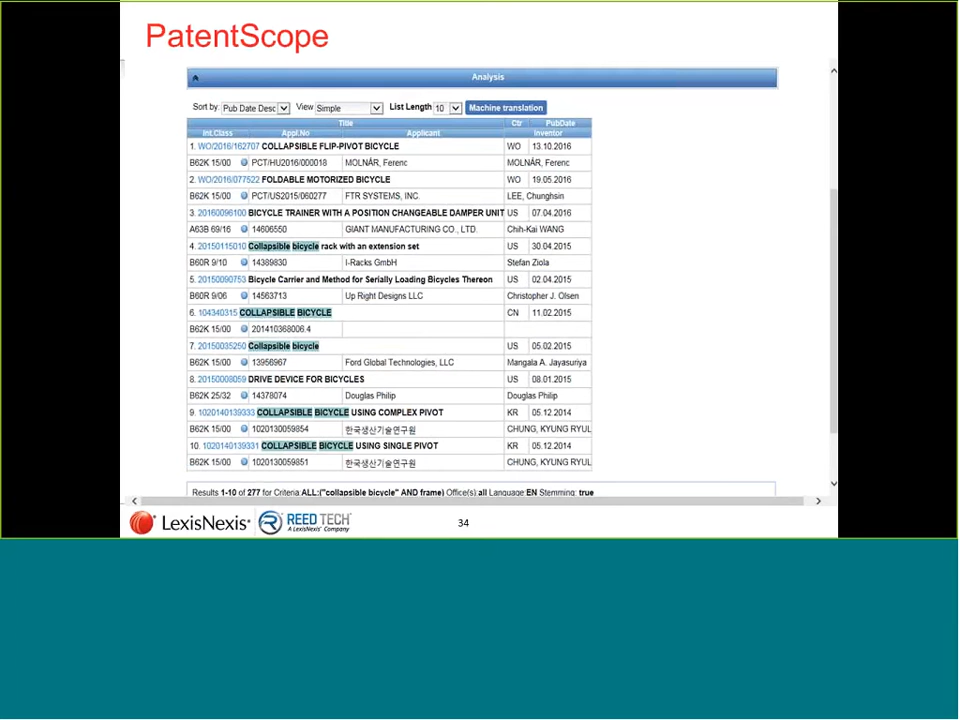 PatentScope
Analysis
Sort by: Pub Date Desc View Simple List Length 10 Machine translation
Title Ctr PubDate
Int.Class Appl.No Applicant Inventor
1. WO/2016/162707 COLLAPSIBLE FLIP-PIVOT BICYCLE WO 13.10.2016
B62K 15/00 PCT/HU2016/000018 MOLNÁR, Ferenc MOLNÁR, Ferenc
2. WO/2016/077522 FOLDABLE MOTORIZED BICYCLE WO 19.05.2016
B62K 15/00 PCT/US2015/060277 FTR SYSTEMS, INC. LEE, Chunghsin
3. 20160096100 BICYCLE TRAINER WITH A POSITION CHANGEABLE DAMPER UNIT US 07.04.2016
A63B 69/16 14606550 GIANT MANUFACTURING CO., LTD. Chih-Kai WANG
4. 20150115010 Collapsible bicycle rack with an extension set US 30.04.2015
B60R 9/10 14389830 I-Racks GmbH Stefan Ziola
5. 20150090753 Bicycle Carrier and Method for Serially Loading Bicycles Thereon US 02.04.2015
B60R 9/06 14563713 Up Right Designs LLC Christopher J. Olsen
6. 104340315 COLLAPSIBLE BICYCLE CN 11.02.2015
B62K 15/00 201410368006.4
7. 20150035250 Collapsible bicycle US 05.02.2015
B62K 15/00 13956967 Ford Global Technologies, LLC Mangala A. Jayasuriya
8. 20150008059 DRIVE DEVICE FOR BICYCLES US 08.01.2015
B62K 25/32 14378074 Douglas Philip Douglas Philip
9. 1020140139333 COLLAPSIBLE BICYCLE USING COMPLEX PIVOT KR 05.12.2014
B62K 15/00 1020130059854 한국생산기술연구원 CHUNG, KYUNG RYUL
10. 1020140139331 COLLAPSIBLE BICYCLE USING SINGLE PIVOT KR 05.12.2014
B62K 15/00 1020130059851 한국생산기술연구원 CHUNG, KYUNG RYUL
Results 1-10 of 277 for Criteria:ALL:("collapsible bicycle" AND frame) Office(s):all Language:EN Stemming: true
LexisNexis® REED TECH® 34
A LexisNexis® Company